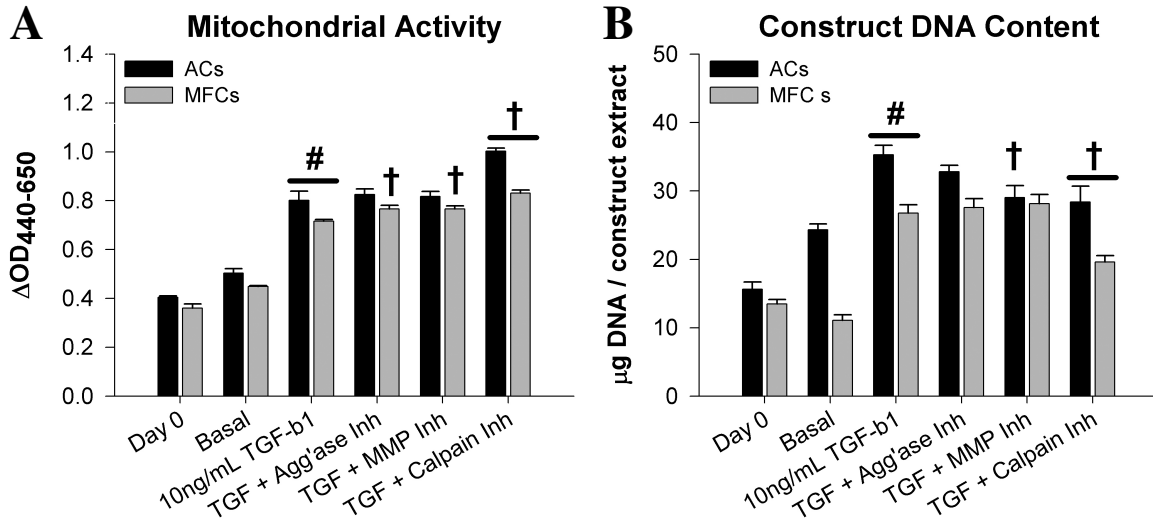 A
Mitochondrial Activity
ΔOD440-650
1.4
1.2
1.0
0.8
0.6
0.4
0.2
0.0
ACs
MFCs
#
†
†
†
Day 0
Basal
10ng/mL TGF-b1
TGF + Agg'ase Inh
TGF + MMP Inh
TGF + Calpain Inh
B
Construct DNA Content
µg DNA / construct extract
50
40
30
20
10
0
ACs
MFC s
#
†
†
Day 0
Basal
10ng/mL TGF-b1
TGF + Agg'ase Inh
TGF + MMP Inh
TGF + Calpain Inh